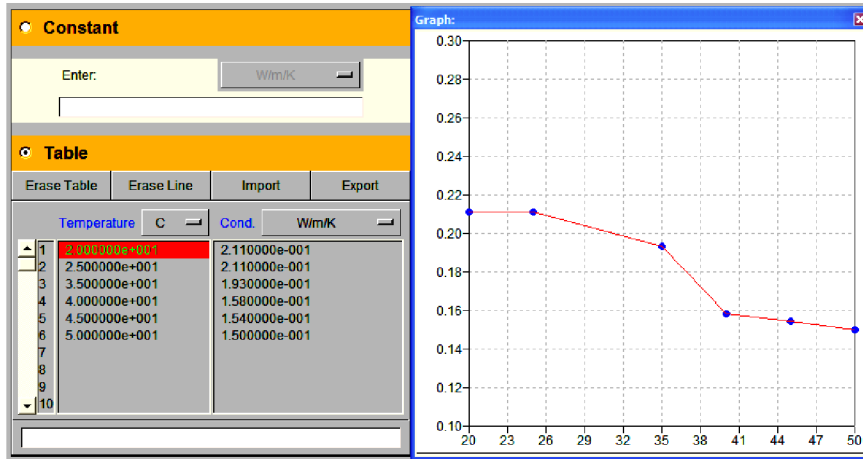 Constant
Enter:
W/m/K
Table
Erase Table Erase Line Import Export
Temperature C Cond. W/m/K
1 2.000000e+001 2.110000e-001
2 2.500000e+001 2.110000e-001
3 3.500000e+001 1.930000e-001
4 4.000000e+001 1.580000e-001
5 4.500000e+001 1.540000e-001
6 5.000000e+001 1.500000e-001
7
8
9
10
Graph:
0.30
0.28
0.26
0.24
0.22
0.20
0.18
0.16
0.14
0.12
0.10
20 23 26 29 32 35 38 41 44 47 50